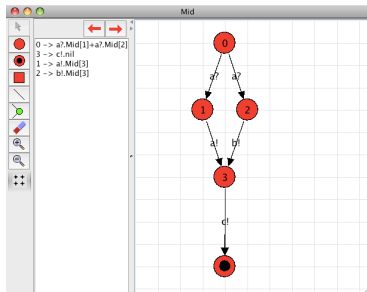 Mid
0 -> a?.Mid[1]+a?.Mid[2]
3 -> c!.nil
1 -> a!.Mid[3]
2 -> b!.Mid[3]
0
a? a?
1 2
a! b!
3
c!